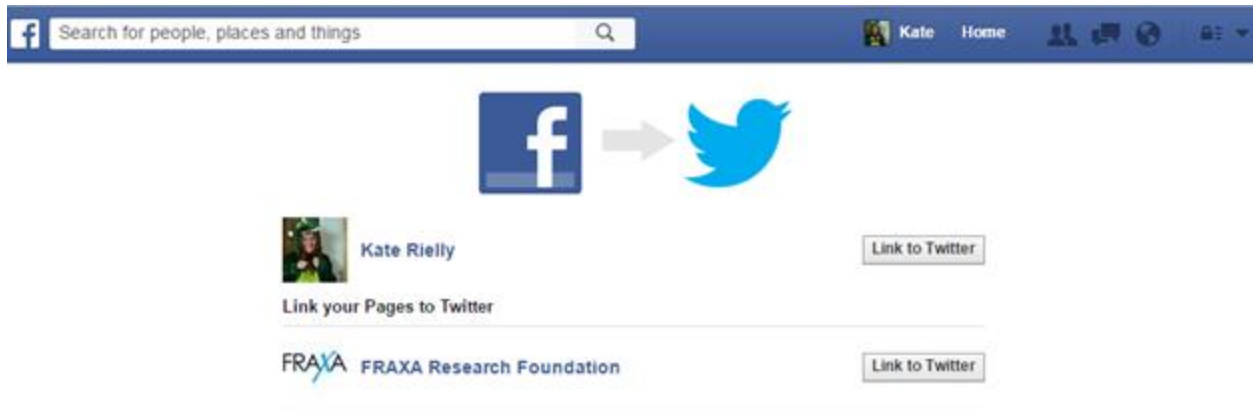 f Search for people, places and things Kate Home
f
Kate Rielly Link to Twitter
Link your Pages to Twitter
FRAXA FRAXA Research Foundation Link to Twitter